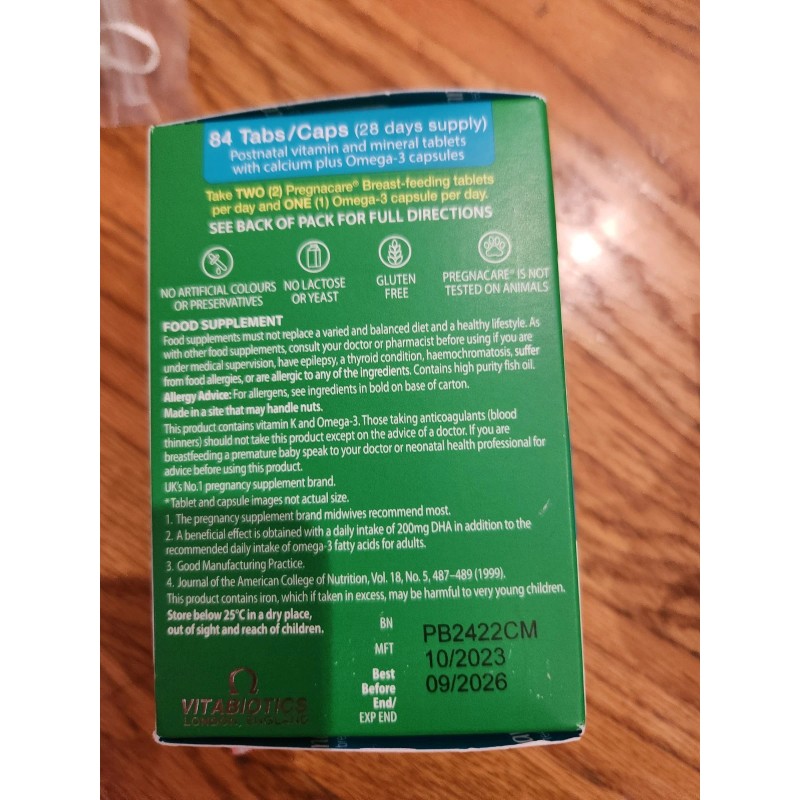 84 Tabs/Caps (28 days supply)
Postnatal vitamin and mineral tablets
with calcium plus Omega-3 capsules
Take TWO (2) Pregnacare® Breast-feeding tablets
per day and ONE (1) Omega-3 capsule per day.
SEE BACK OF PACK FOR FULL DIRECTIONS
NO ARTIFICIAL COLOURS
OR PRESERVATIVES
NO LACTOSE
OR YEAST
GLUTEN
FREE
PREGNACARE® IS NOT
TESTED ON ANIMALS
FOOD SUPPLEMENT
Food supplements must not replace a varied and balanced diet and a healthy lifestyle. As
with other food supplements, consult your doctor or pharmacist before using if you are
under medical supervision, have epilepsy, a thyroid condition, haemochromatosis, suffer
from food allergies, or are allergic to any of the ingredients. Contains high purity fish oil.
Allergy Advice: For allergens, see ingredients in bold on base of carton.
Made in a site that may handle nuts.
This product contains vitamin K and Omega-3. Those taking anticoagulants (blood
thinners) should not take this product except on the advice of a doctor. If you are
breastfeeding a premature baby speak to your doctor or neonatal health professional for
advice before using this product.
UK's No.1 pregnancy supplement brand.
*Tablet and capsule images not actual size.
1. The pregnancy supplement brand midwives recommend most.
2. A beneficial effect is obtained with a daily intake of 200mg DHA in addition to the
recommended daily intake of omega-3 fatty acids for adults.
3. Good Manufacturing Practice.
4. Journal of the American College of Nutrition, Vol. 18, No. 5, 487–489 (1999).
This product contains iron, which if taken in excess, may be harmful to very young children.
Store below 25°C in a dry place,
out of sight and reach of children.
BN PB2422CM
MFT 10/2023
Best
Before
End/
EXP END
09/2026
VITABIOTICS
LONDON, ENGLAND